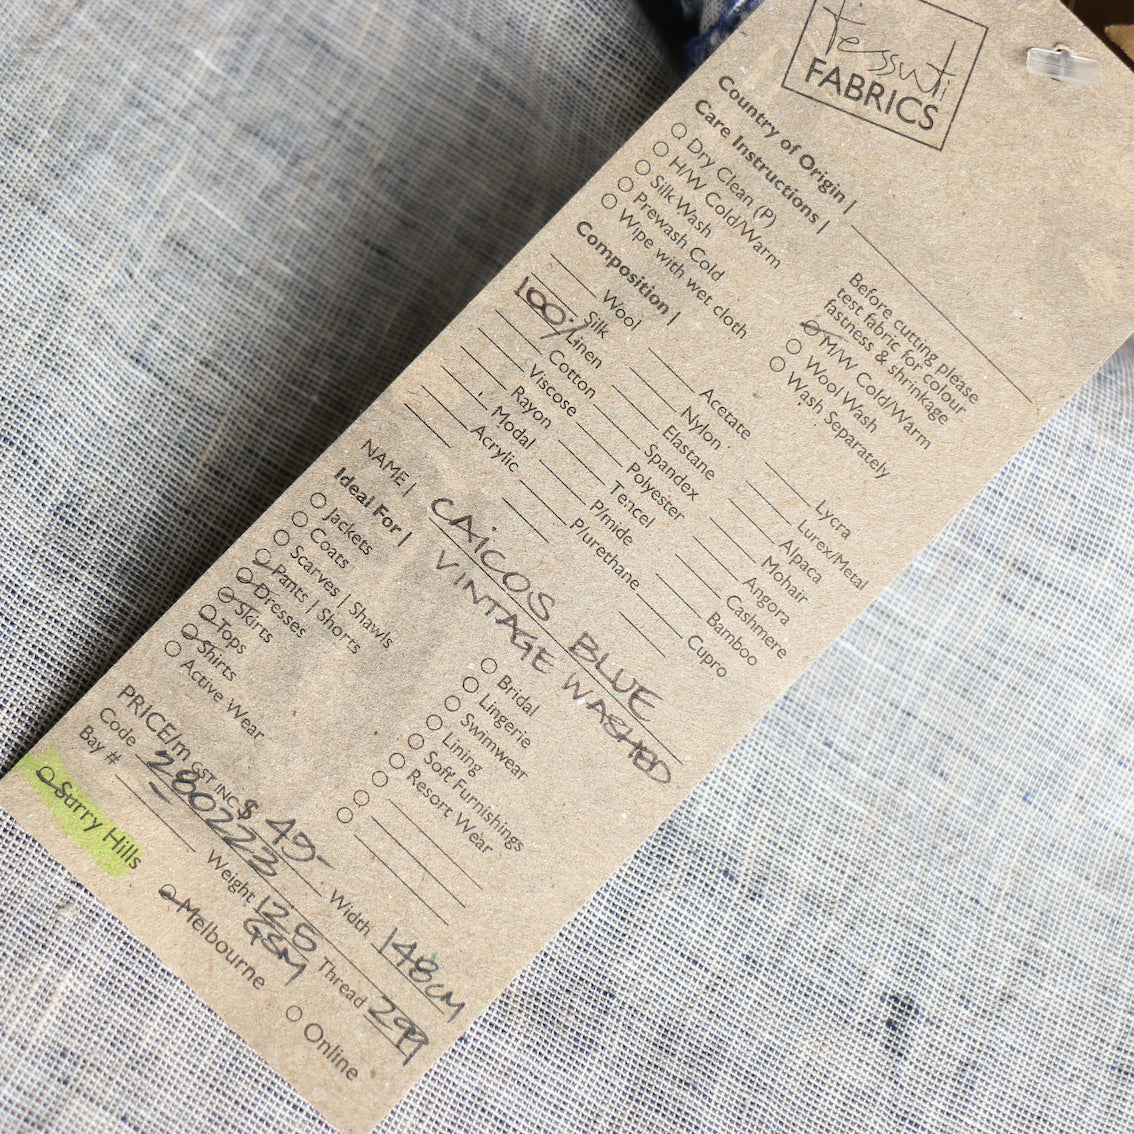 tessuti
FABRICS
Country of Origin |
Care Instructions |
Dry Clean (P)
H/W Cold/Warm
Silk Wash
Prewash Cold
Wipe with wet cloth
Before cutting please
test fabric for colour
fastness & shrinkage
M/W Cold/Warm
Wool Wash
Wash Separately
Composition |
Wool
Silk
100% Linen
Cotton
Viscose
Rayon
Modal
Acrylic
Acetate
Nylon
Elastane
Spandex
Polyester
Tencel
P/mide
P/urethane
Lycra
Lurex/Metal
Alpaca
Mohair
Angora
Cashmere
Bamboo
Cupro
NAME | CAICOS BLUE
VINTAGE WASHED
Ideal For |
Jackets
Coats
Scarves | Shawls
Pants | Shorts
Dresses
Skirts
Tops
Shirts
Active Wear
Bridal
Lingerie
Swimwear
Lining
Soft Furnishings
Resort Wear
PRICE/m GST INC $ 49- Width 148cm
Code 280223 Weight 125 GSM Thread 299
Bay #
Surry Hills Melbourne Online